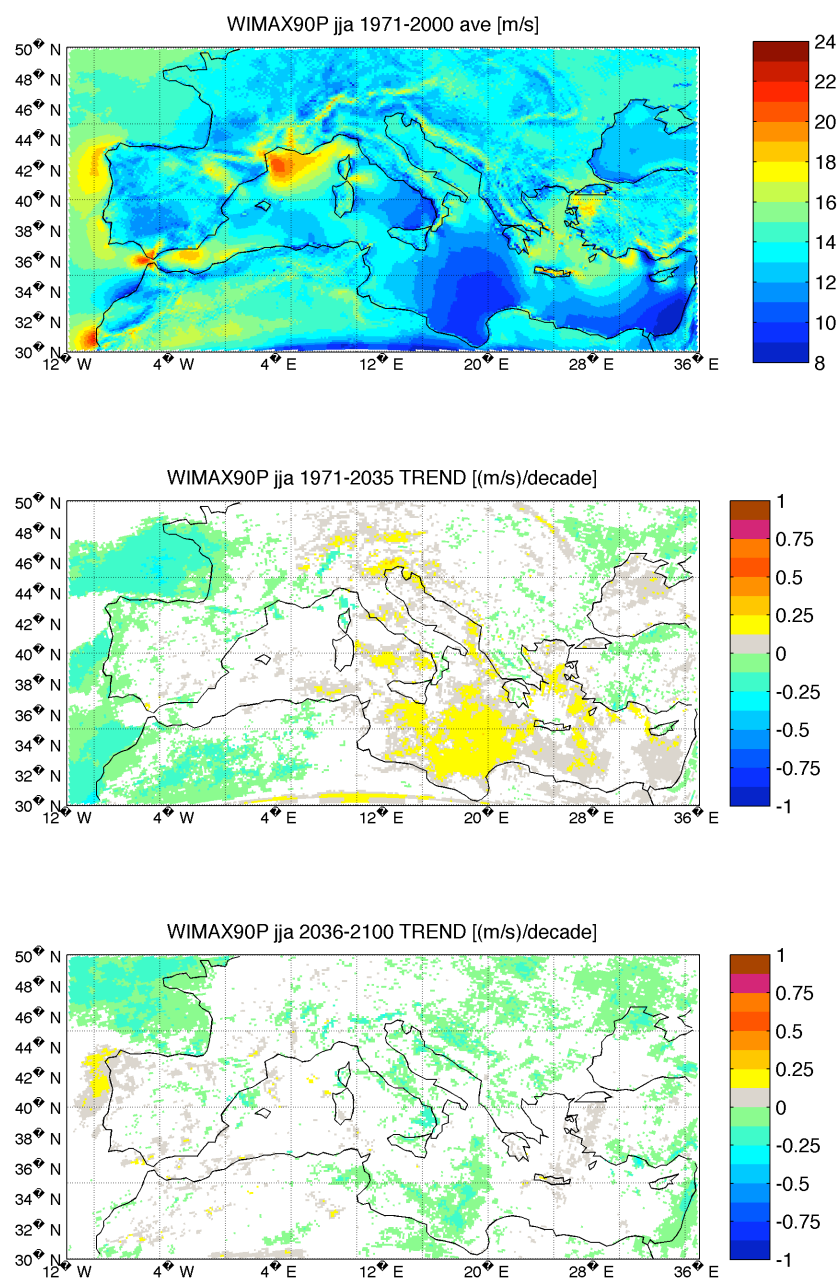 WIMAX90P jja 1971-2000 ave [m/s]
50� N
48� N
46� N
44� N
42� N
40� N
38� N
36� N
34� N
32� N
30� N
12� W
4� W
4� E
12� E
20� E
28� E
36� E
24
22
20
18
16
14
12
10
8
WIMAX90P jja 1971-2035 TREND [(m/s)/decade]
50� N
48� N
46� N
44� N
42� N
40� N
38� N
36� N
34� N
32� N
30� N
12� W
4� W
4� E
12� E
20� E
28� E
36� E
1
0.75
0.5
0.25
0
-0.25
-0.5
-0.75
-1
WIMAX90P jja 2036-2100 TREND [(m/s)/decade]
50� N
48� N
46� N
44� N
42� N
40� N
38� N
36� N
34� N
32� N
30� N
12� W
4� W
4� E
12� E
20� E
28� E
36� E
1
0.75
0.5
0.25
0
-0.25
-0.5
-0.75
-1